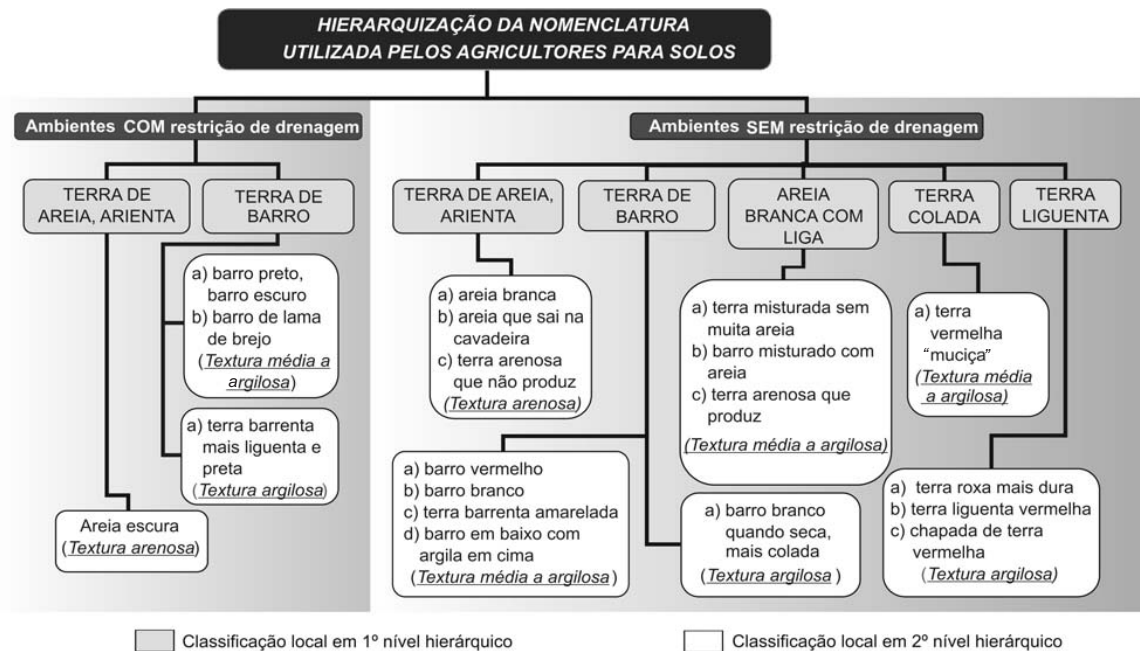 HIERARQUIZAÇÃO DA NOMENCLATURA
UTILIZADA PELOS AGRICULTORES PARA SOLOS
Ambientes COM restrição de drenagem
TERRA DE
AREIA, ARIENTA
TERRA DE
BARRO
a) barro preto,
barro escuro
b) barro de lama
de brejo
(Textura média a
argilosa)
a) terra barrenta
mais liguenta e
preta
(Textura argilosa)
Areia escura
(Textura arenosa)
Ambientes SEM restrição de drenagem
TERRA DE AREIA,
ARIENTA
TERRA DE
BARRO
AREIA
BRANCA COM
LIGA
TERRA
COLADA
TERRA
LIGUENTA
a) areia branca
b) areia que sai na
cavadeira
c) terra arenosa
que não produz
(Textura arenosa)
a) terra misturada sem
muita areia
b) barro misturado com
areia
c) terra arenosa que
produz
(Textura média a argilosa)
a) terra
vermelha
“muciça”
(Textura média
a argilosa)
a) barro vermelho
b) barro branco
c) terra barrenta amarelada
d) barro em baixo com
argila em cima
(Textura média a argilosa)
a) barro branco
quando seca,
mais colada
(Textura argilosa )
a) terra roxa mais dura
b) terra liguenta vermelha
c) chapada de terra
vermelha
(Textura argilosa)
Classificação local em 1º nível hierárquico
Classificação local em 2º nível hierárquico